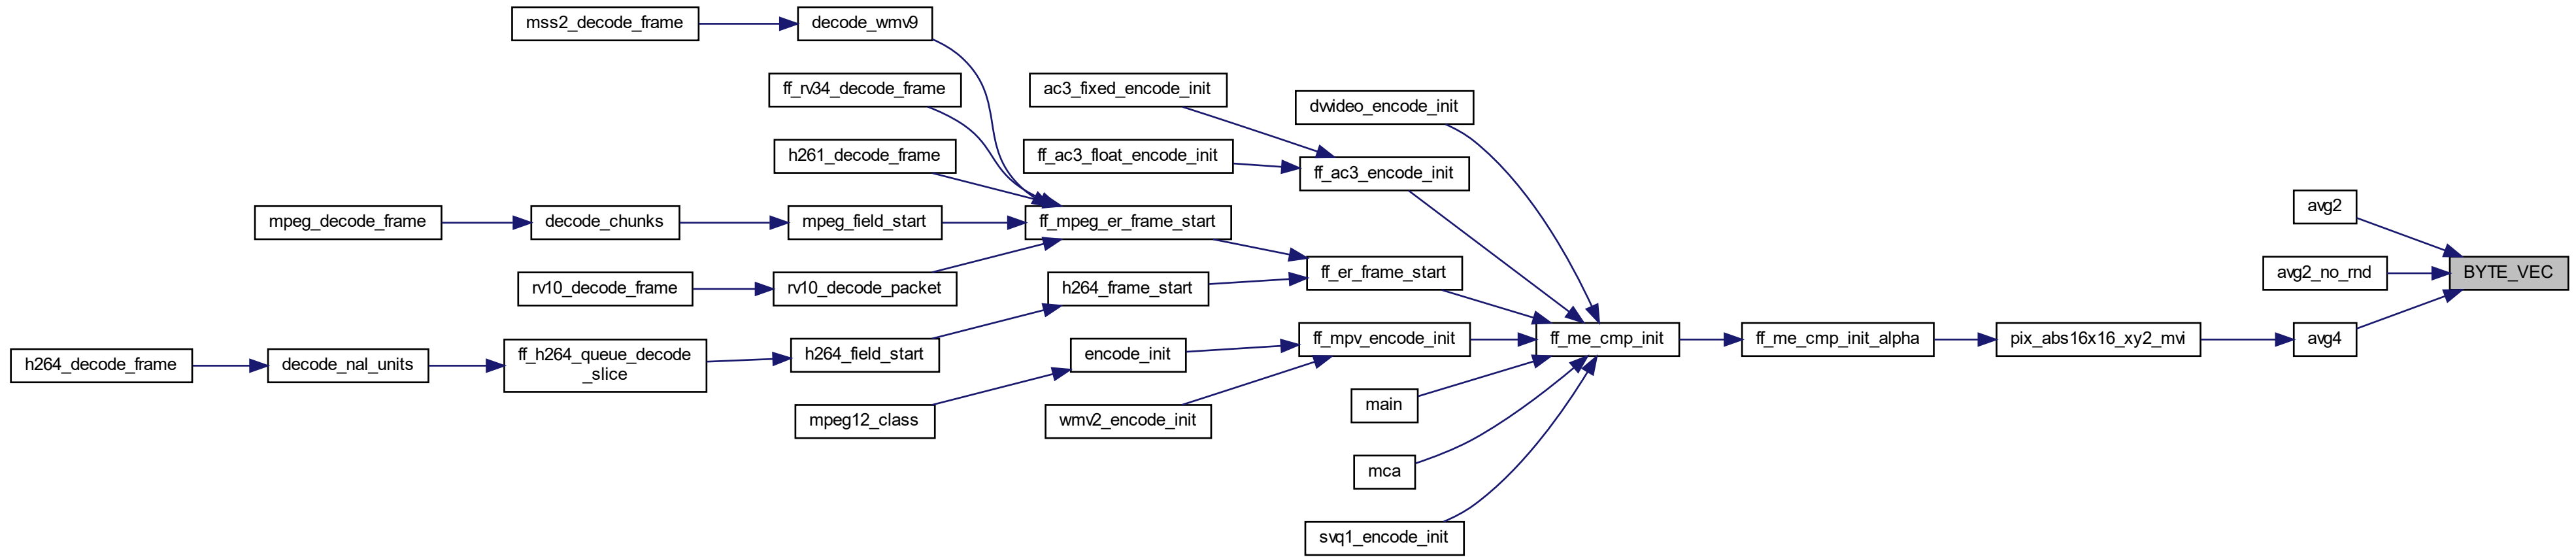 mss2_decode_frame
decode_wmv9
ff_rv34_decode_frame
ac3_fixed_encode_init
dvvideo_encode_init
h261_decode_frame
ff_ac3_float_encode_init
ff_ac3_encode_init
mpeg_decode_frame
decode_chunks
mpeg_field_start
ff_mpeg_er_frame_start
avg2
rv10_decode_frame
rv10_decode_packet
h264_frame_start
ff_er_frame_start
avg2_no_rnd
BYTE_VEC
h264_decode_frame
decode_nal_units
ff_h264_queue_decode
_slice
h264_field_start
encode_init
ff_mpv_encode_init
ff_me_cmp_init
ff_me_cmp_init_alpha
pix_abs16x16_xy2_mvi
avg4
mpeg12_class
wmv2_encode_init
main
mca
svq1_encode_init